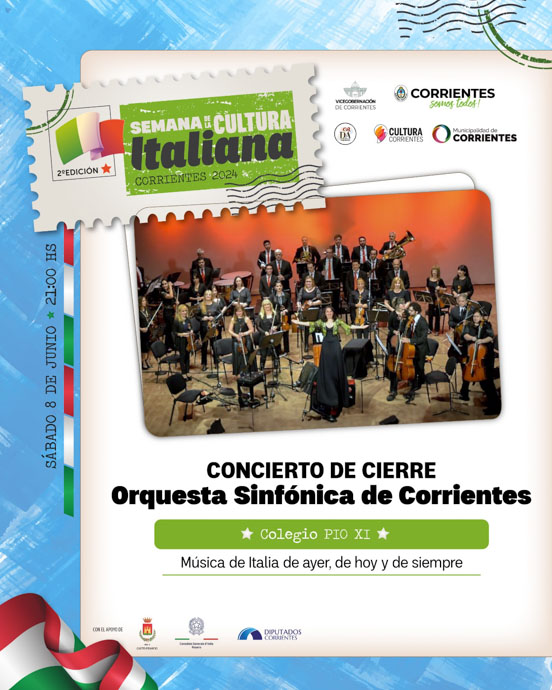 SEMANA DE LA CULTURA
Italiana
CORRIENTES 2024
2ºEDICIÓN
VICEGOBERNACIÓN
DE CORRIENTES
CORRIENTES
somos todos!
CULTURA
CORRIENTES
Municipalidad de
CORRIENTES
SÁBADO 8 DE JUNIO ★ 21:00 HS
CONCIERTO DE CIERRE
Orquesta Sinfónica de Corrientes
★ Colegio PIO XI ★
Música de Italia de ayer, de hoy y de siempre
CON EL APOYO DE
DIPUTADOS
CORRIENTES